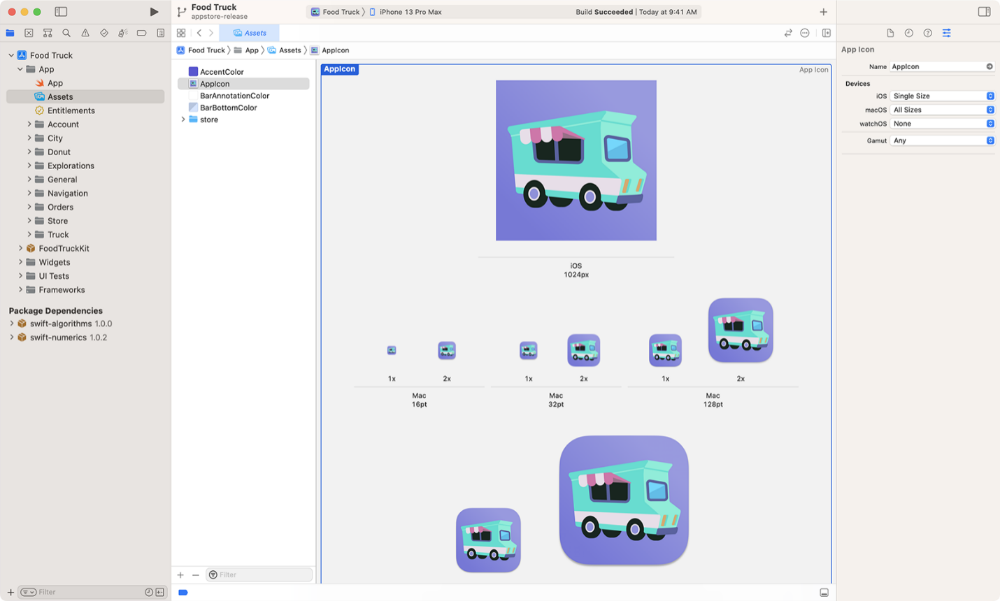 Food Truck
appstore-release
Food Truck
iPhone 13 Pro Max
Build Succeeded | Today at 9:41 AM
Assets
Food Truck
App
Assets
AppIcon
Food Truck
App
App
Assets
Entitlements
Account
City
Donut
Explorations
General
Navigation
Orders
Store
Truck
FoodTruckKit
Widgets
UI Tests
Frameworks
Package Dependencies
swift-algorithms 1.0.0
swift-numerics 1.0.2
Filter
AccentColor
AppIcon
BarAnnotationColor
BarBottomColor
store
Filter
AppIcon
App Icon
iOS
1024px
1x
2x
1x
2x
1x
2x
Mac
16pt
Mac
32pt
Mac
128pt
App Icon
Name AppIcon
Devices
iOS Single Size
macOS All Sizes
watchOS None
Gamut Any